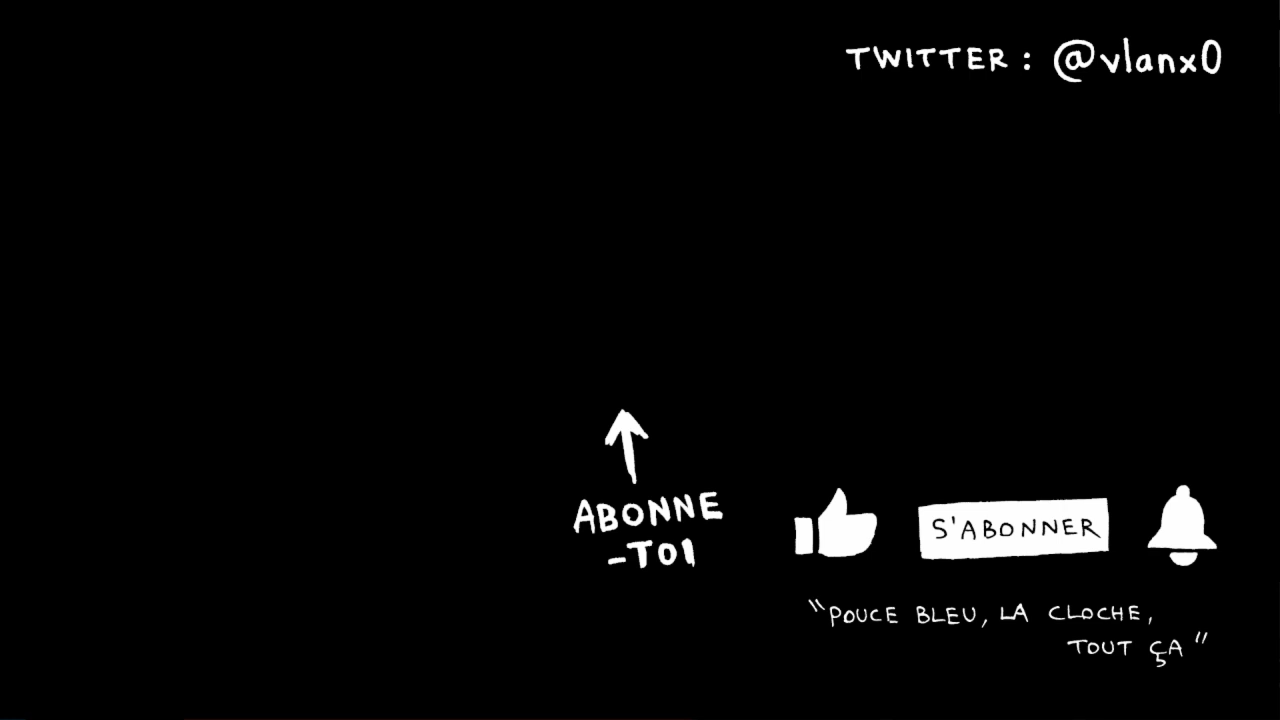 TWITTER : @vlanx0
ABONNE
-TOI
S'ABONNER
"POUCE BLEU, LA CLOCHE,
TOUT ÇA"